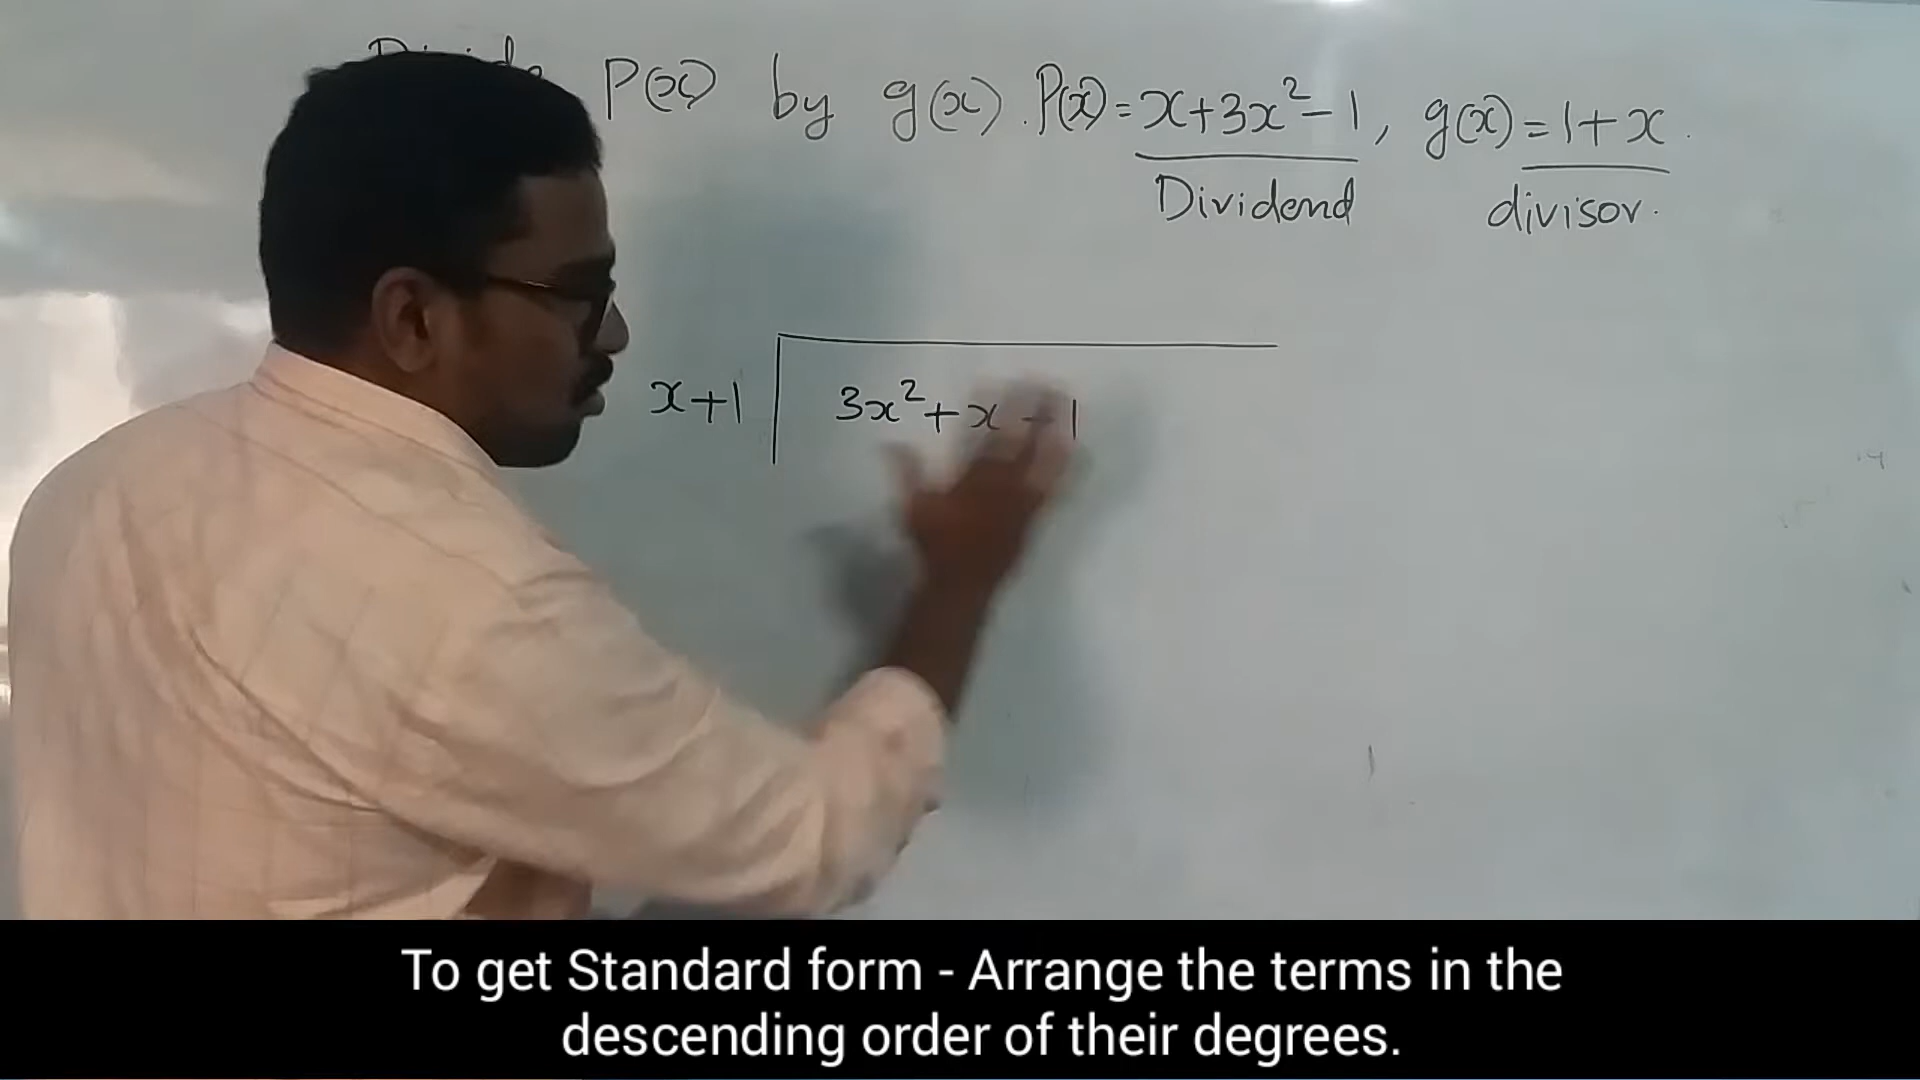 P(x) by g(x). P(x)=x+3x²-1, g(x)=1+x.
Dividend divisor.
x+1 3x²+x-1
To get Standard form - Arrange the terms in the
descending order of their degrees.